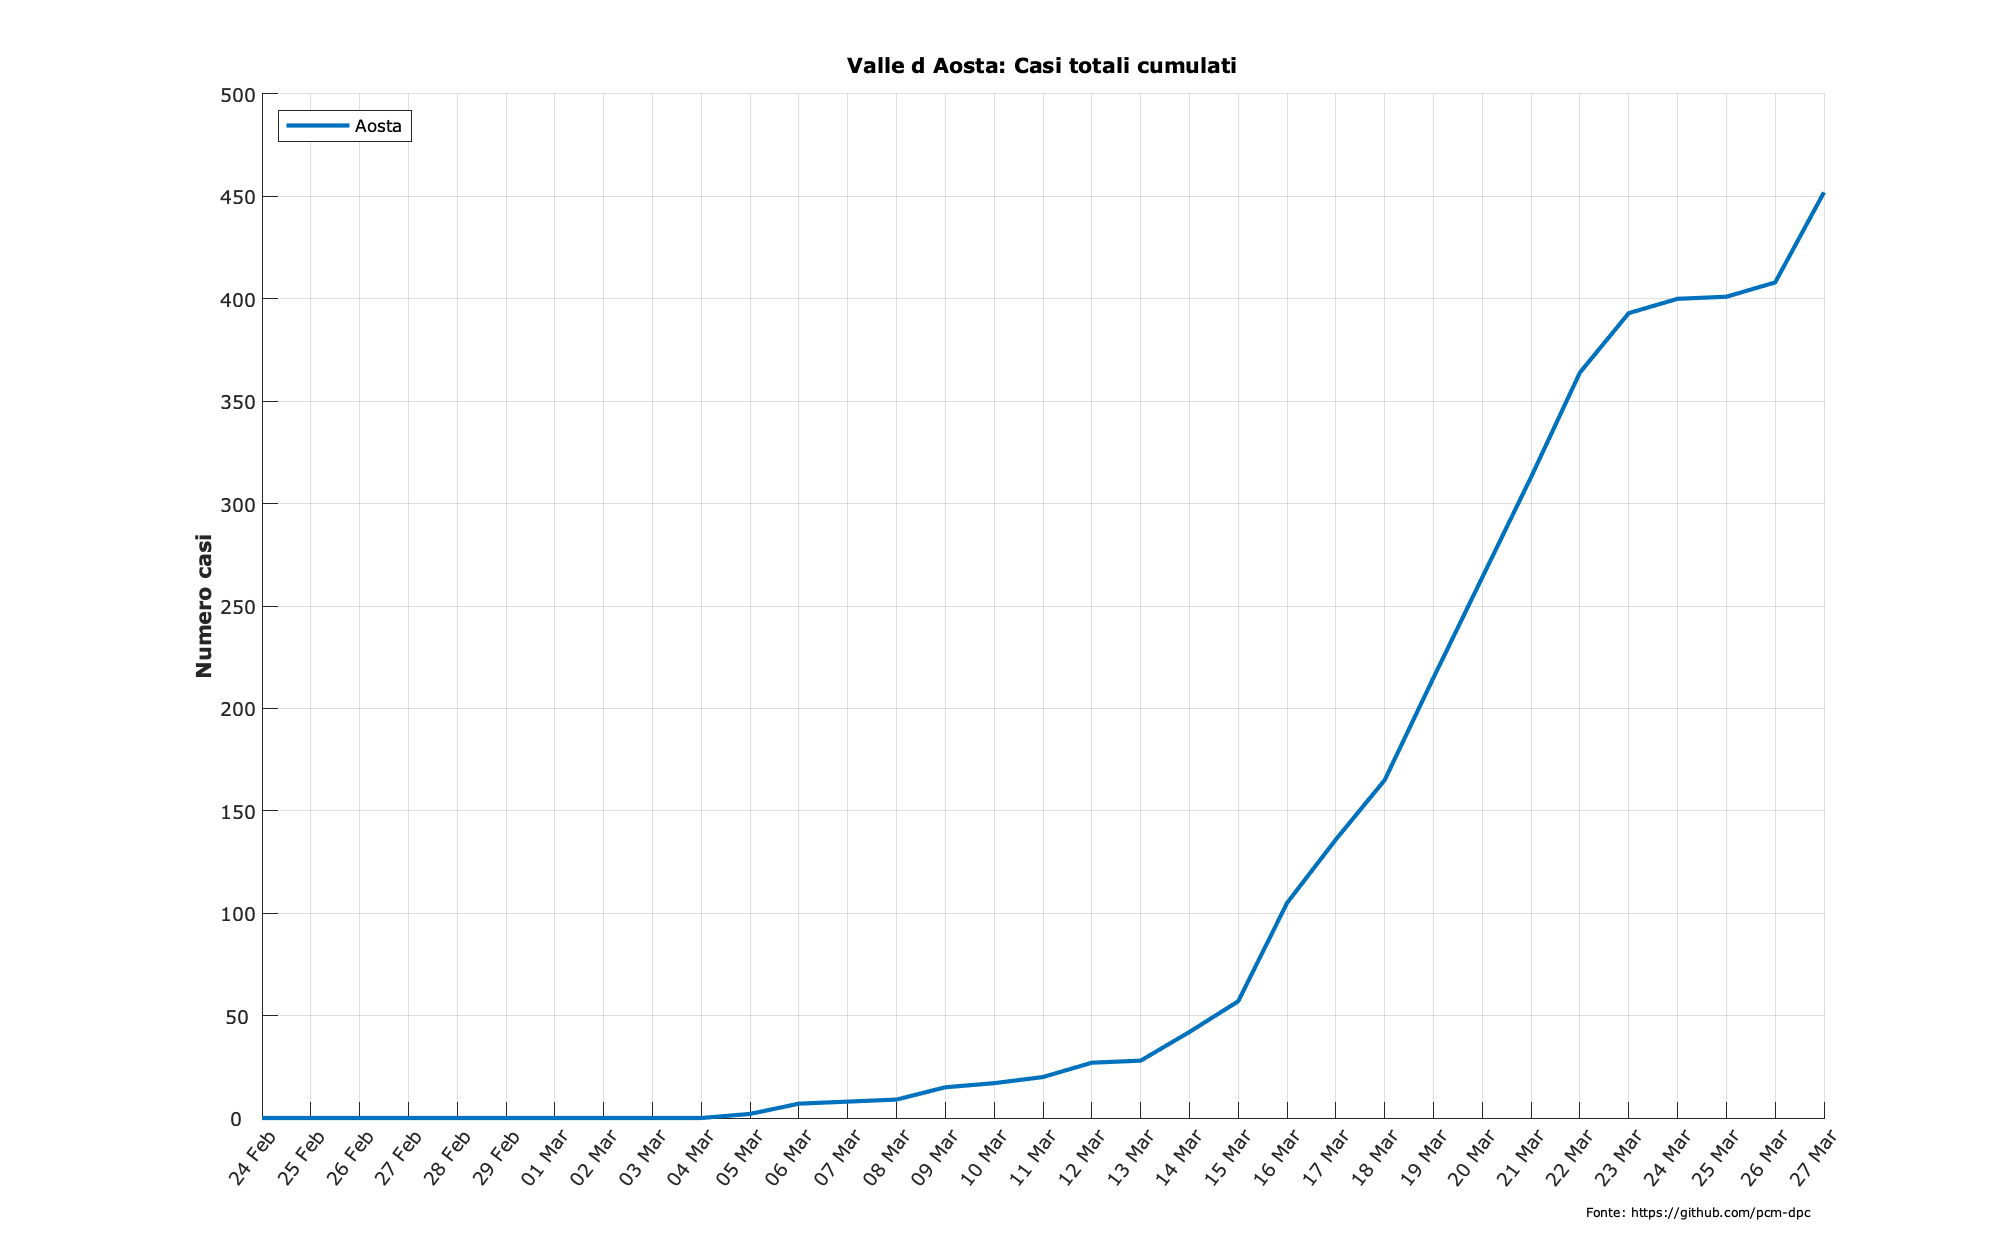 Valle d Aosta: Casi totali cumulati
Aosta
Numero casi
500
450
400
350
300
250
200
150
100
50
0
24 Feb
25 Feb
26 Feb
27 Feb
28 Feb
29 Feb
01 Mar
02 Mar
03 Mar
04 Mar
05 Mar
06 Mar
07 Mar
08 Mar
09 Mar
10 Mar
11 Mar
12 Mar
13 Mar
14 Mar
15 Mar
16 Mar
17 Mar
18 Mar
19 Mar
20 Mar
21 Mar
22 Mar
23 Mar
24 Mar
25 Mar
26 Mar
27 Mar
Fonte: https://github.com/pcm-dpc